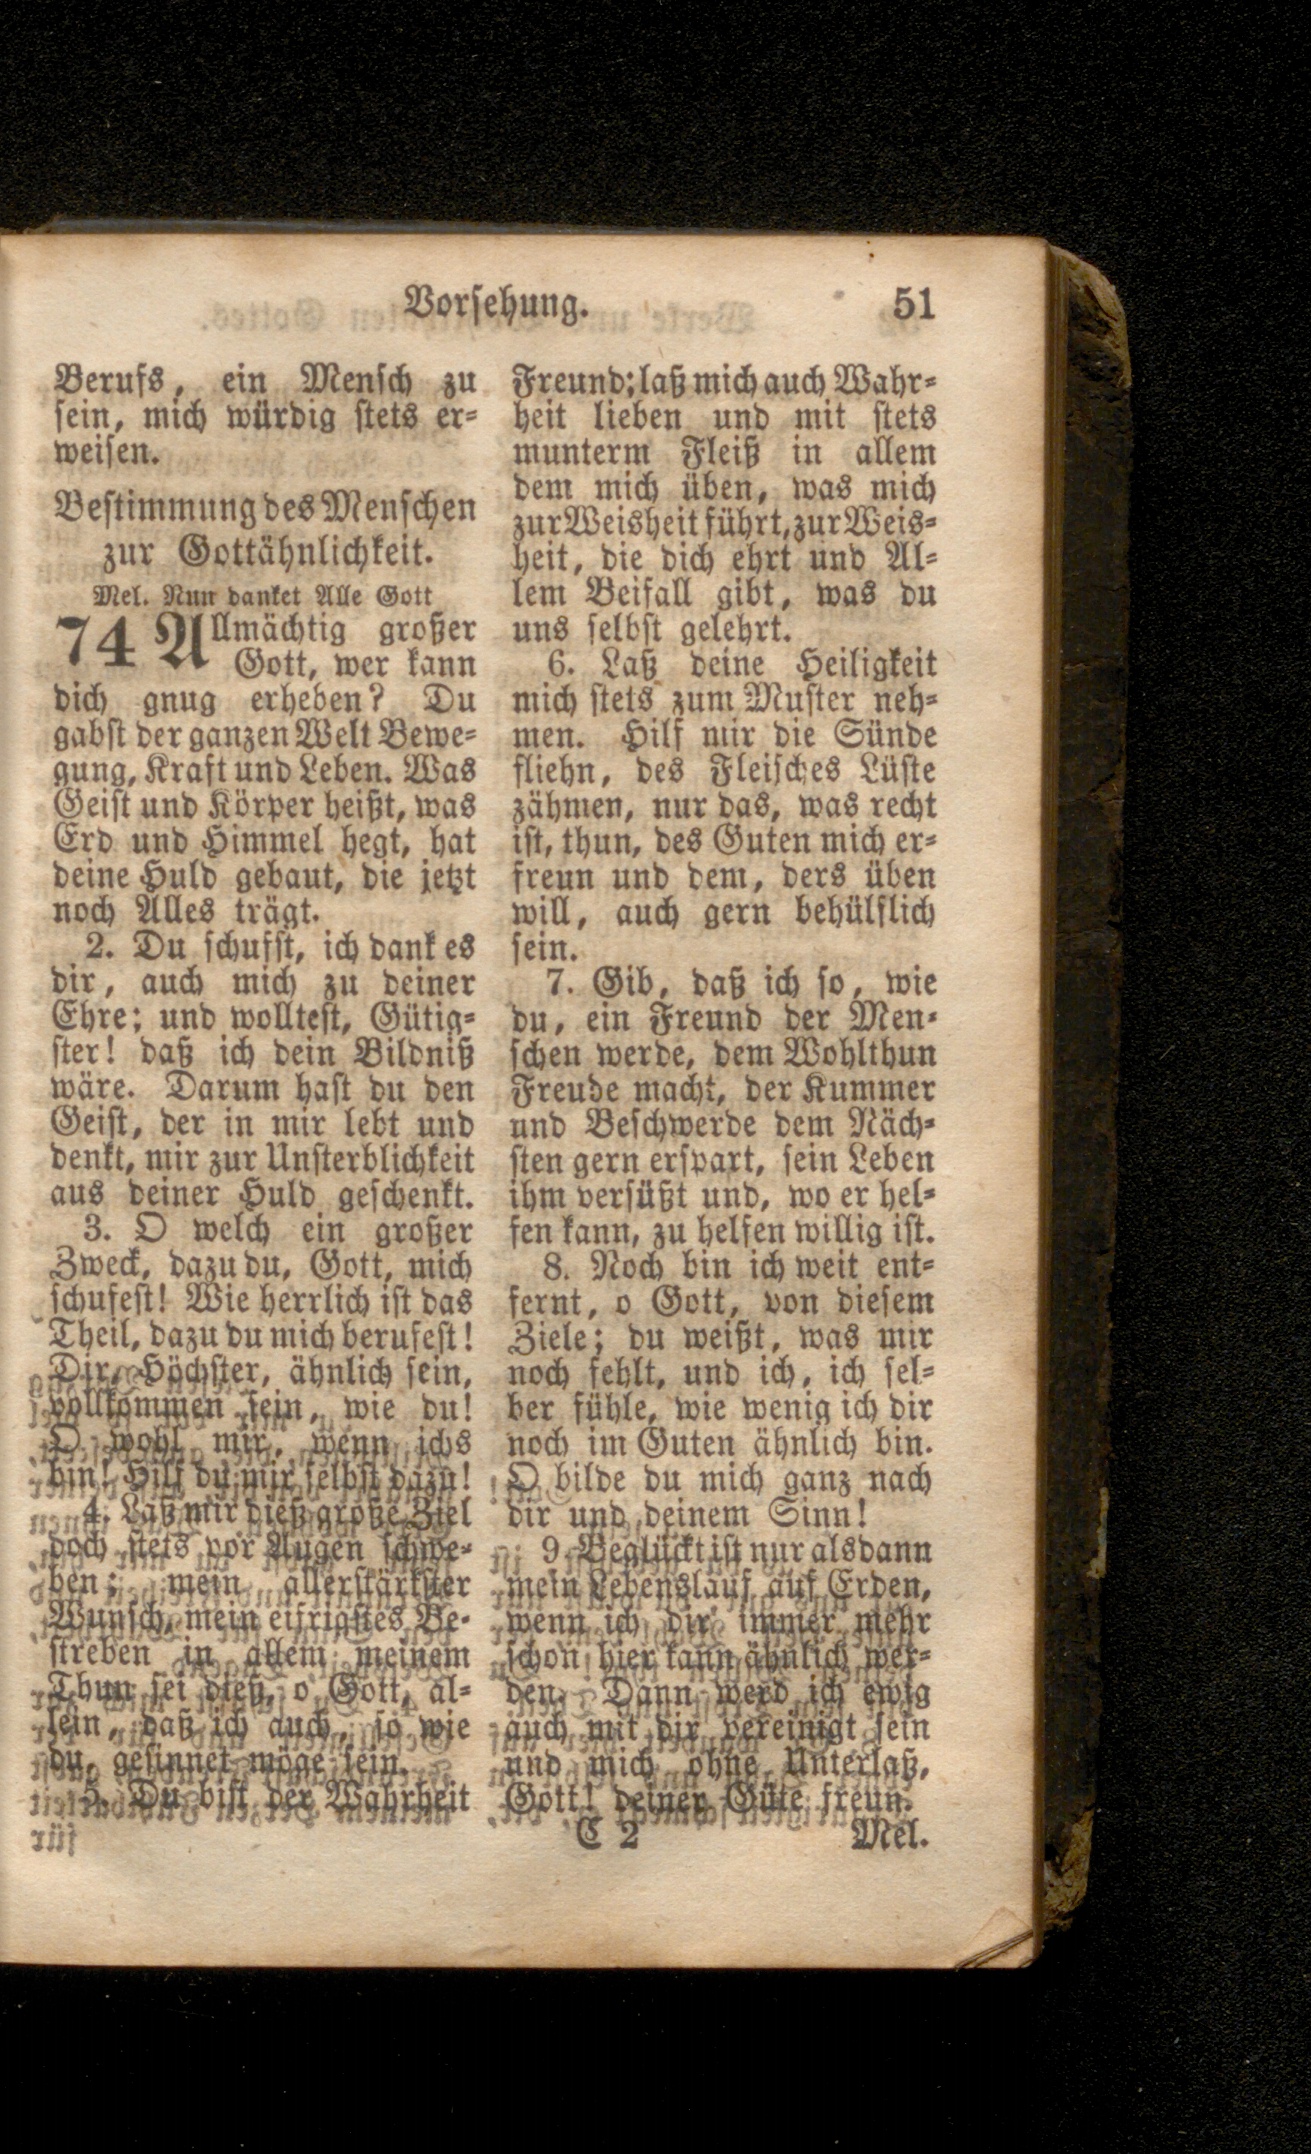 Vorsehung. 51
Berufs, ein Mensch zu
sein, mich würdig stets er-
weisen.
Bestimmung des Menschen
zur Gottähnlichkeit.
Mel. Nun danket Alle Gott
74 Allmächtig großer
Gott, wer kann
dich gnug erheben? Du
gabst der ganzen Welt Bewe-
gung, Kraft und Leben. Was
Geist und Körper heißt, was
Erd und Himmel hegt, hat
deine Huld gebaut, die jetzt
noch Alles trägt.
2. Du schufst, ich dank es
dir, auch mich zu deiner
Ehre; und wolltest, Gütig-
ster! daß ich dein Bildniß
wäre. Darum hast du den
Geist, der in mir lebt und
denkt, mir zur Unsterblichkeit
aus deiner Huld geschenkt.
3. O welch ein großer
Zweck, dazu du, Gott, mich
schufest! Wie herrlich ist das
Theil, dazu du mich berufest!
Dir, Höchster, ähnlich sein,
vollkommen sein, wie du!
O wohl mir, wenn ichs
bin! Hilf du mir selbst dazu!
4. Laß mir dieß große Ziel
doch stets vor Augen schwe-
ben; mein allerstärkster
Wunsch, mein eifrigstes Be-
streben in allem meinem
Thun sei dieß, o Gott, al-
lein, daß ich auch, so wie
du, gesinnet möge sein.
5. Du bist der Wahrheit
Freund; laß mich auch Wahr-
heit lieben und mit stets
munterm Fleiß in allem
dem mich üben, was mich
zur Weisheit führt, zur Weis-
heit, die dich ehrt und Al-
lem Beifall gibt, was du
uns selbst gelehrt.
6. Laß deine Heiligkeit
mich stets zum Muster neh-
men. Hilf mir die Sünde
fliehn, des Fleisches Lüste
zähmen, nur das, was recht
ist, thun, des Guten mich er-
freun und dem, ders üben
will, auch gern behülflich
sein.
7. Gib, daß ich so, wie
du, ein Freund der Men-
schen werde, dem Wohlthun
Freude macht, der Kummer
und Beschwerde dem Näch-
sten gern erspart, sein Leben
ihm versüßt und, wo er hel-
fen kann, zu helfen willig ist.
8. Noch bin ich weit ent-
fernt, o Gott, von diesem
Ziele; du weißt, was mir
noch fehlt, und ich, ich sel-
ber fühle, wie wenig ich dir
noch im Guten ähnlich bin.
O bilde du mich ganz nach
dir und deinem Sinn!
9. Beglückt ist nur alsdann
mein Lebenslauf auf Erden,
wenn ich dir immer mehr
schon hier kann ähnlich wer-
den. Dann werd ich ewig
auch mit dir vereinigt sein
und mich ohne Unterlaß,
Gott! deiner Güte freun.
C 2 Mel.